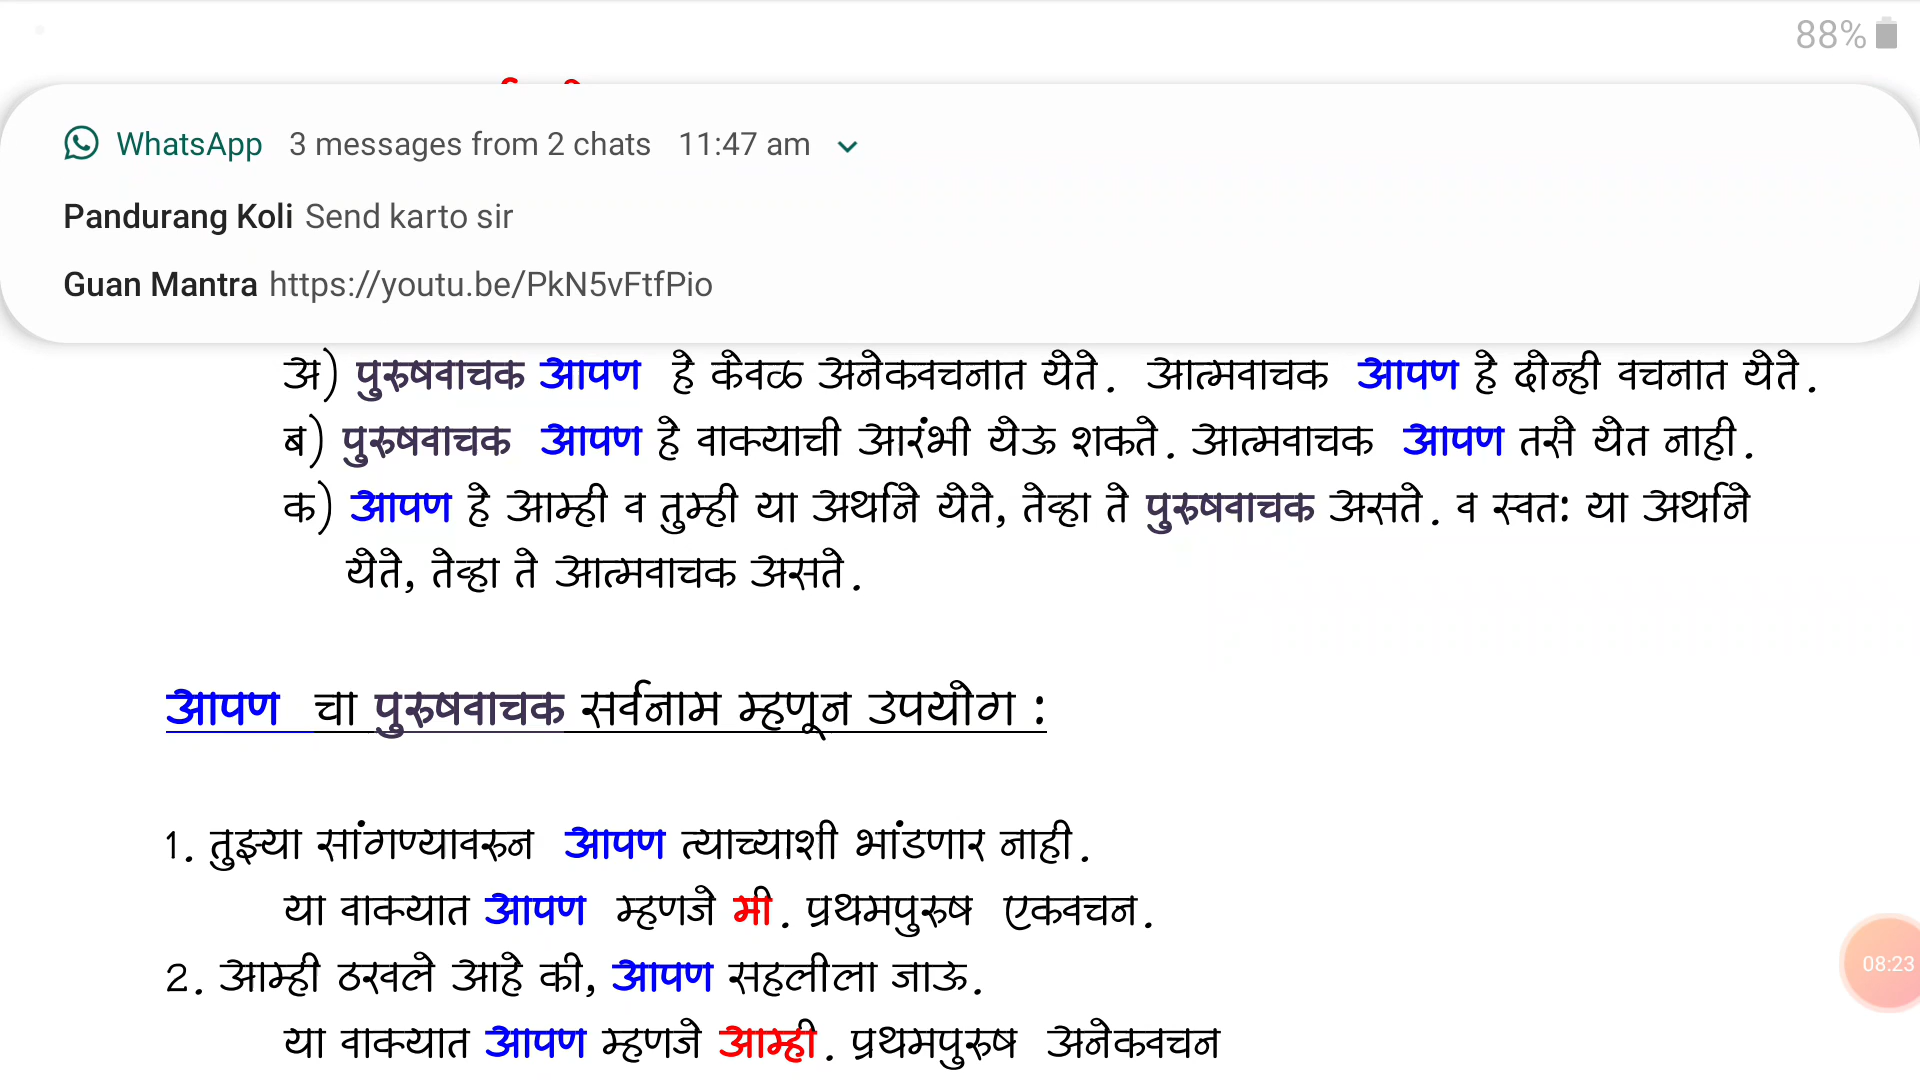 88%
WhatsApp 3 messages from 2 chats 11:47 am
Pandurang Koli Send karto sir
Guan Mantra https://youtu.be/PkN5vFtfPio
अ) पुरुषवाचक आपण हे केवळ अनेकवचनात येते. आत्मवाचक आपण हे दोन्ही वचनात येते.
ब) पुरुषवाचक आपण हे वाक्याची आरंभी येऊ शकते. आत्मवाचक आपण तसे येत नाही.
क) आपण हे आम्ही व तुम्ही या अर्थाने येते, तेव्हा ते पुरुषवाचक असते. व स्वत: या अर्थाने
येते, तेव्हा ते आत्मवाचक असते.
आपण चा पुरुषवाचक सर्वनाम म्हणून उपयोग :
1. तुझ्या सांगण्यावरुन आपण त्याच्याशी भांडणार नाही.
या वाक्यात आपण म्हणजे मी. प्रथमपुरुष एकवचन.
08:23
2. आम्ही ठरवले आहे की, आपण सहलीला जाऊ.
या वाक्यात आपण म्हणजे आम्ही. प्रथमपुरुष अनेकवचन